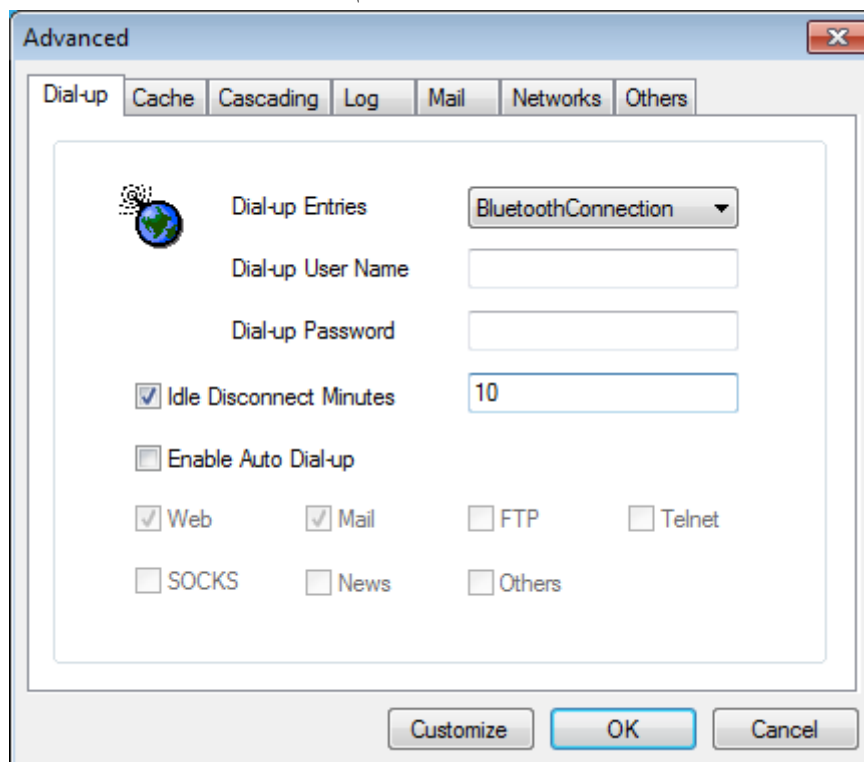 Advanced
Dial-up Cache Cascading Log Mail Networks Others
Dial-up Entries BluetoothConnection
Dial-up User Name
Dial-up Password
Idle Disconnect Minutes 10
Enable Auto Dial-up
Web Mail FTP Telnet
SOCKS News Others
Customize OK Cancel